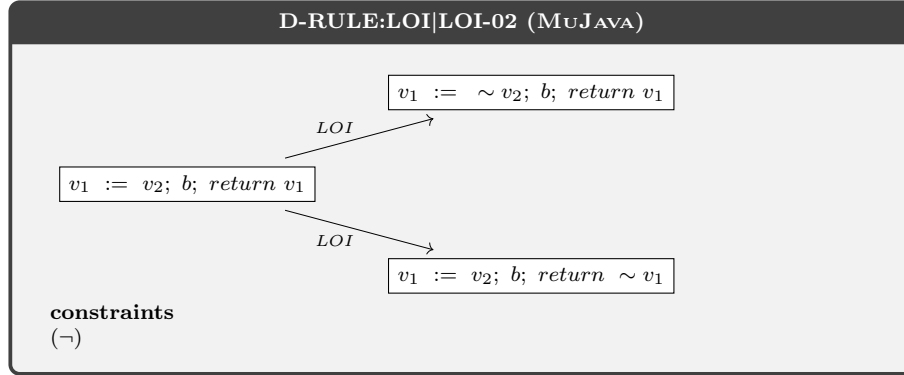 D-RULE:LOI|LOI-02 (MUJAVA)
v₁ := ∼ v₂; b; return v₁
LOI
v₁ := v₂; b; return v₁
LOI
v₁ := v₂; b; return ∼ v₁
constraints
(¬)